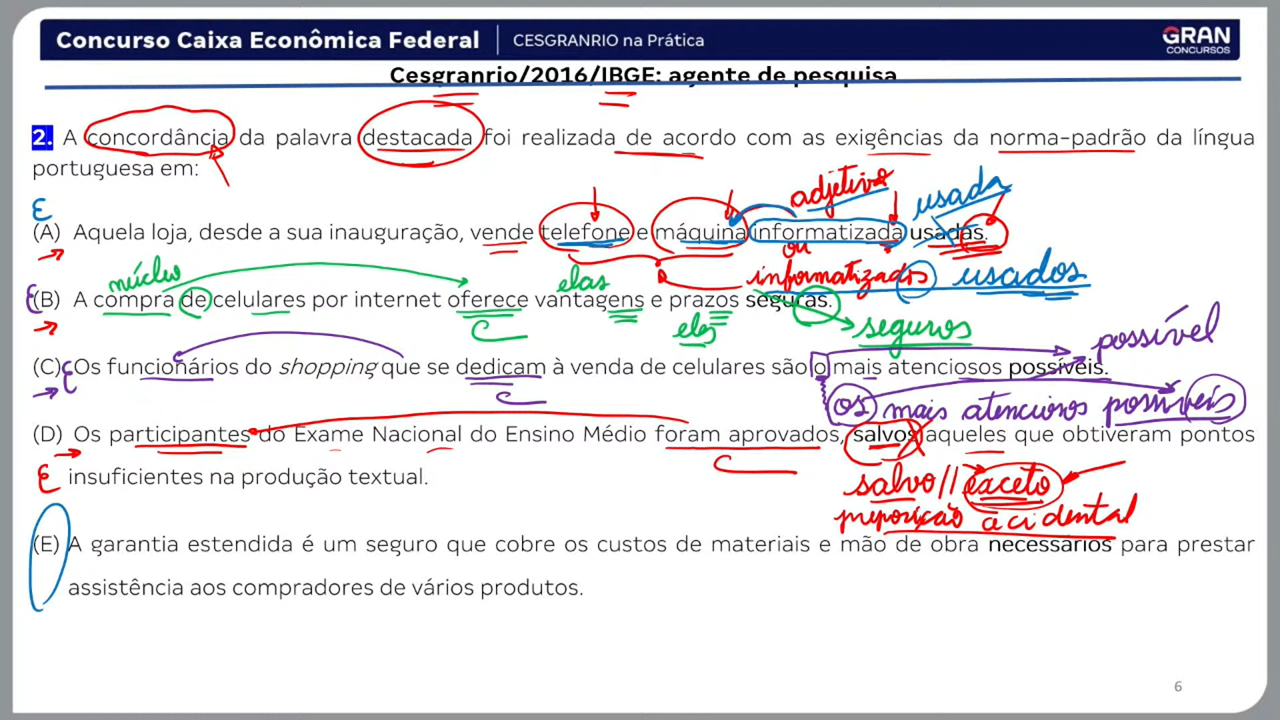 Concurso Caixa Econômica Federal | CESGRANRIO na Prática
GRAN
CONCURSOS
Cesgranrio/2016/IBGE: agente de pesquisa
2. A concordância da palavra destacada foi realizada de acordo com as exigências da norma-padrão da língua
portuguesa em:
adjetivo usada
E
(A) Aquela loja, desde a sua inauguração, vende telefone e máquina informatizada usadas.
ou
núcleo elas informatizados usados
E
(B) A compra de celulares por internet oferece vantagens e prazos seguras.
eles seguros
possível
(C) E Os funcionários do shopping que se dedicam à venda de celulares são o mais atenciosos possíveis.
os mais atenciosos possíveis
(D) Os participantes do Exame Nacional do Ensino Médio foram aprovados, salvos aqueles que obtiveram pontos
E insuficientes na produção textual.
salvo // exceto
preposição acidental
(E) A garantia estendida é um seguro que cobre os custos de materiais e mão de obra necessários para prestar
assistência aos compradores de vários produtos.
6